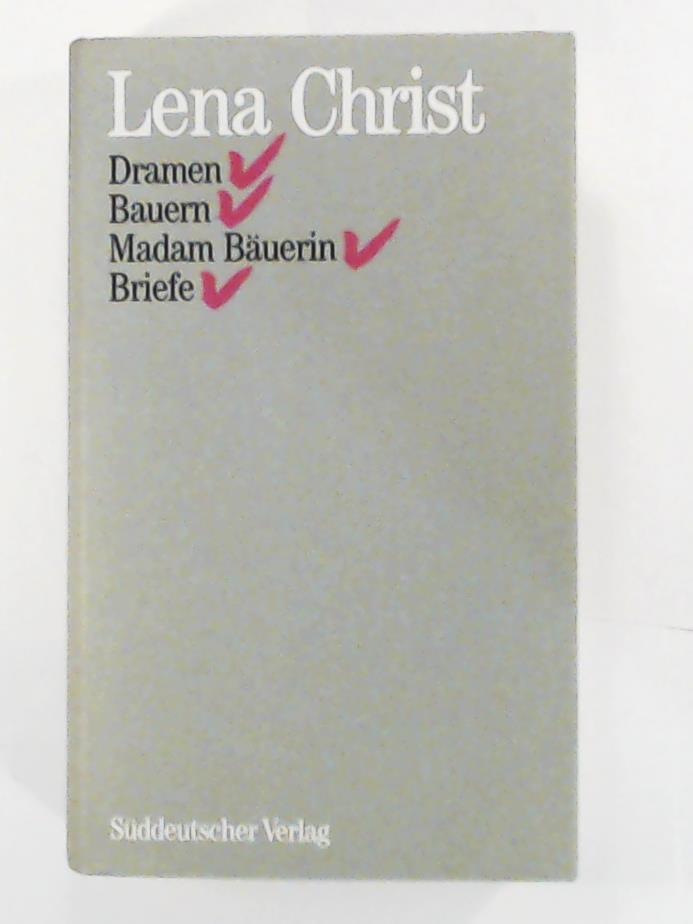 Lena Christ
Dramen
Bauern
Madam Bäuerin
Briefe
Süddeutscher Verlag